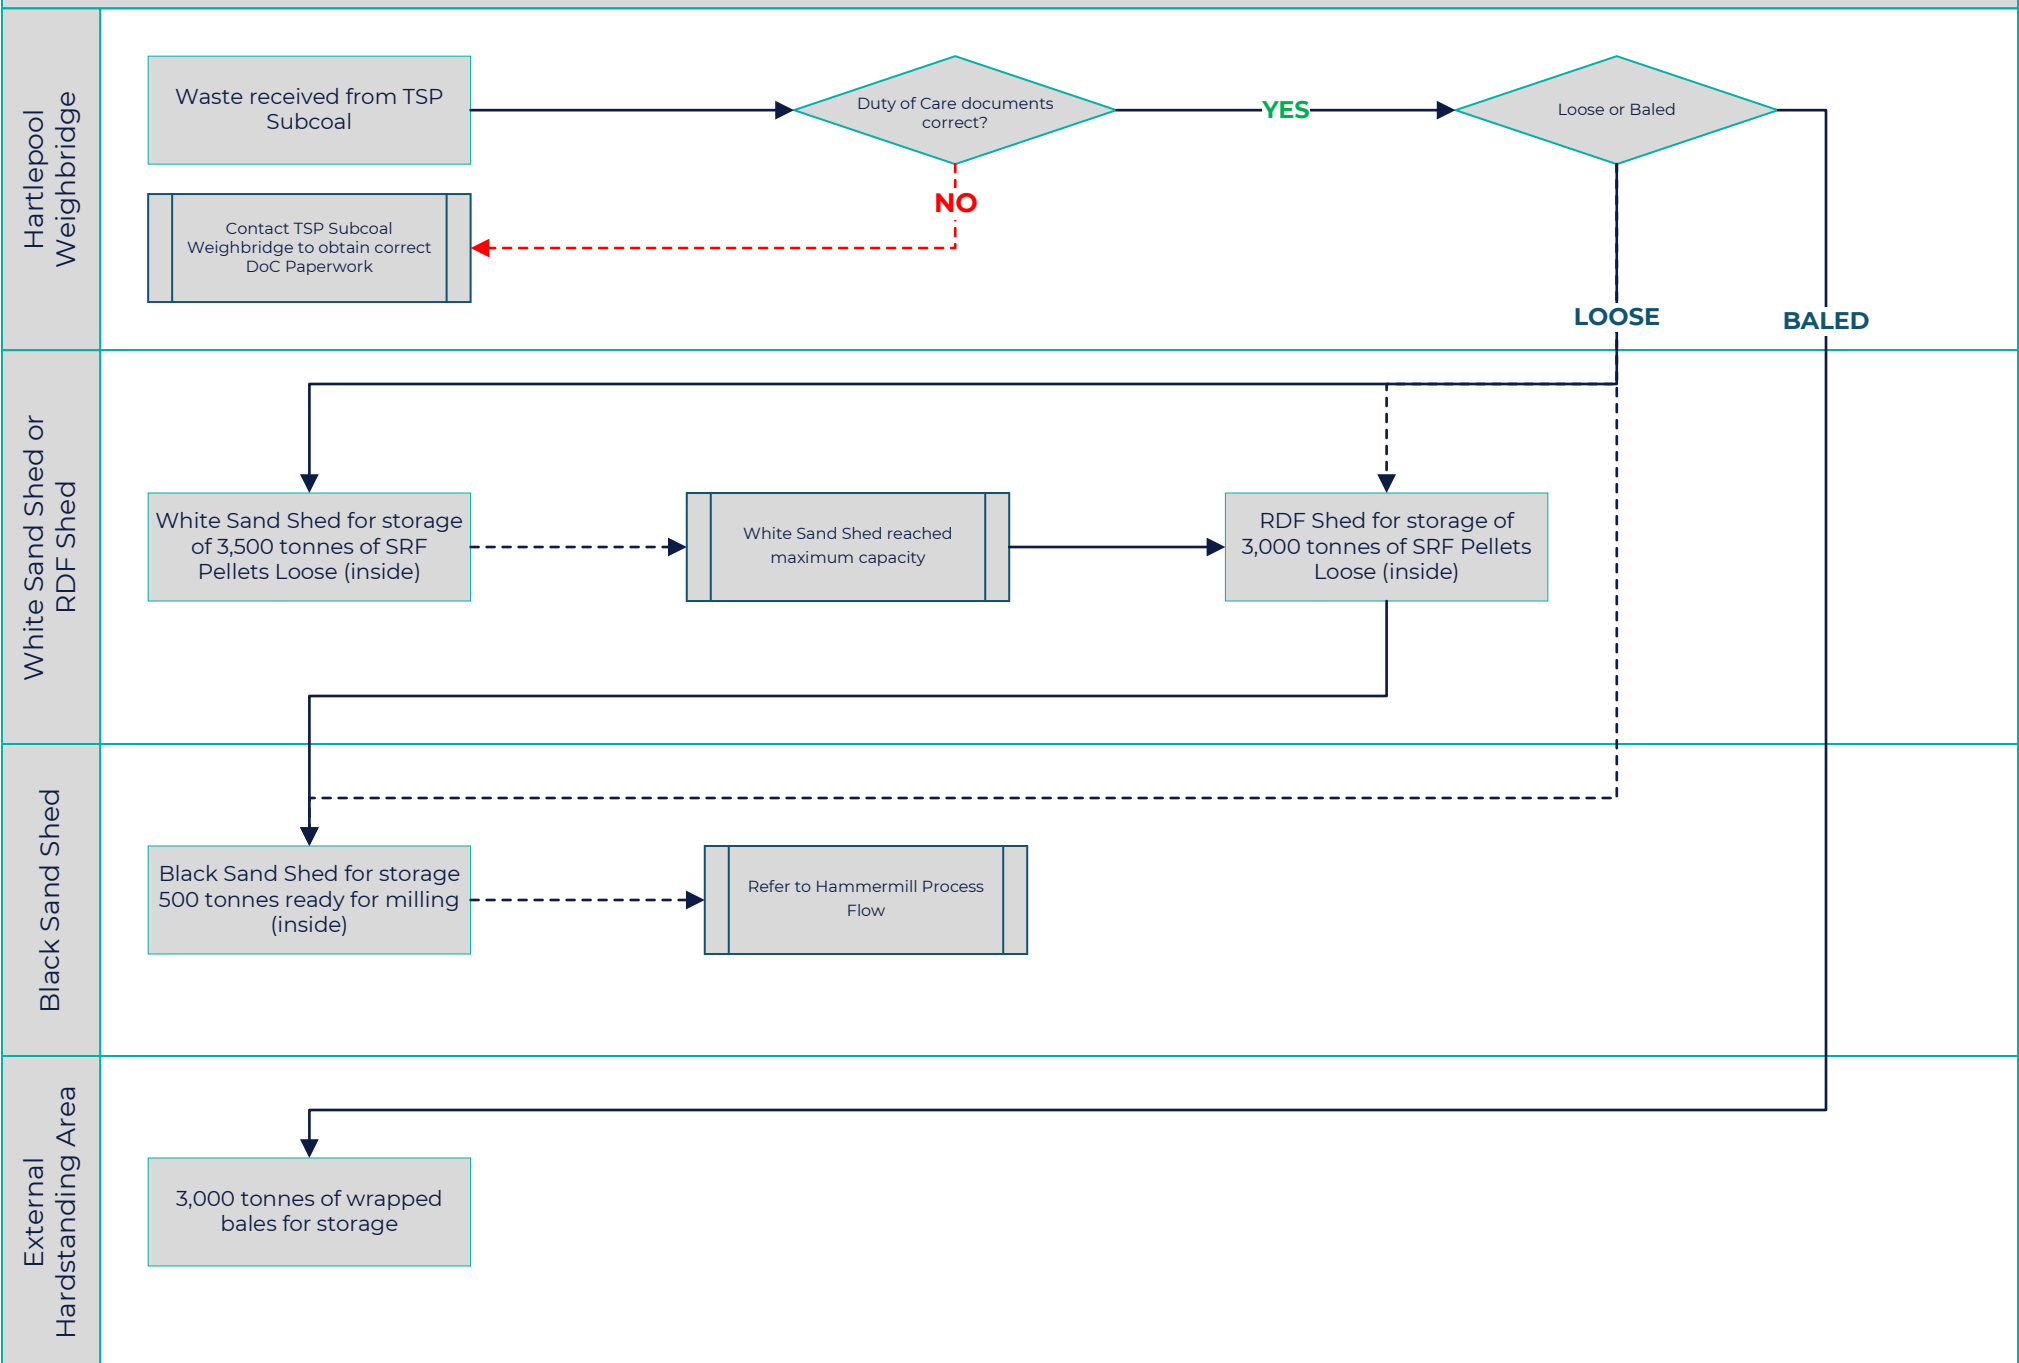 Hartlepool
Weighbridge
Waste received from TSP
Subcoal
Duty of Care documents
correct?
YES
Loose or Baled
NO
Contact TSP Subcoal
Weighbridge to obtain correct
DoC Paperwork
LOOSE
BALED
White Sand Shed or
RDF Shed
White Sand Shed for storage
of 3,500 tonnes of SRF
Pellets Loose (inside)
White Sand Shed reached
maximum capacity
RDF Shed for storage of
3,000 tonnes of SRF Pellets
Loose (inside)
Black Sand Shed
Black Sand Shed for storage
500 tonnes ready for milling
(inside)
Refer to Hammermill Process
Flow
External
Hardstanding Area
3,000 tonnes of wrapped
bales for storage